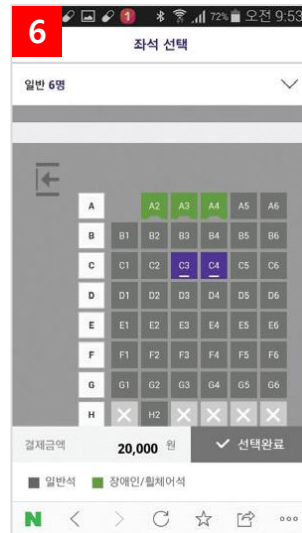 6
1
72% 오전 9:53
좌석 선택
일반 6명
A A2 A3 A4 A5 A6
B B1 B2 B3 B4 B5 B6
C C1 C2 C3 C4 C5 C6
D D1 D2 D3 D4 D5 D6
E E1 E2 E3 E4 E5 E6
F F1 F2 F3 F4 F5 F6
G G1 G2 G3 G4 G5 G6
H H2
결제금액 20,000 원 선택완료
일반석 장애인/휠체어석
N